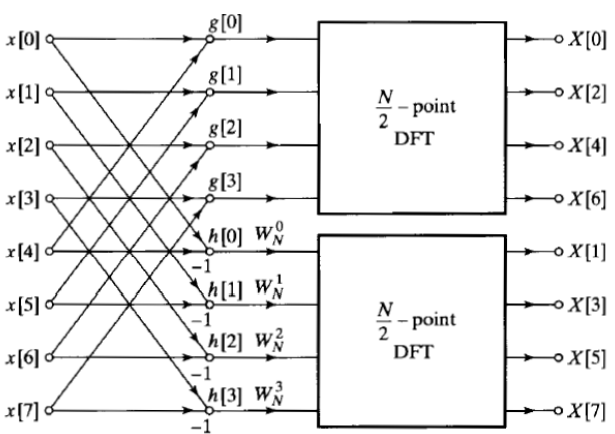 x[0] g[0] X[0]
x[1] g[1] X[2]
x[2] g[2] X[4]
x[3] g[3] X[6]
N/2 – point
DFT
x[4] h[0] W_N^0 X[1]
–1
x[5] h[1] W_N^1 X[3]
–1
x[6] h[2] W_N^2 X[5]
–1
x[7] h[3] W_N^3 X[7]
–1
N/2 – point
DFT